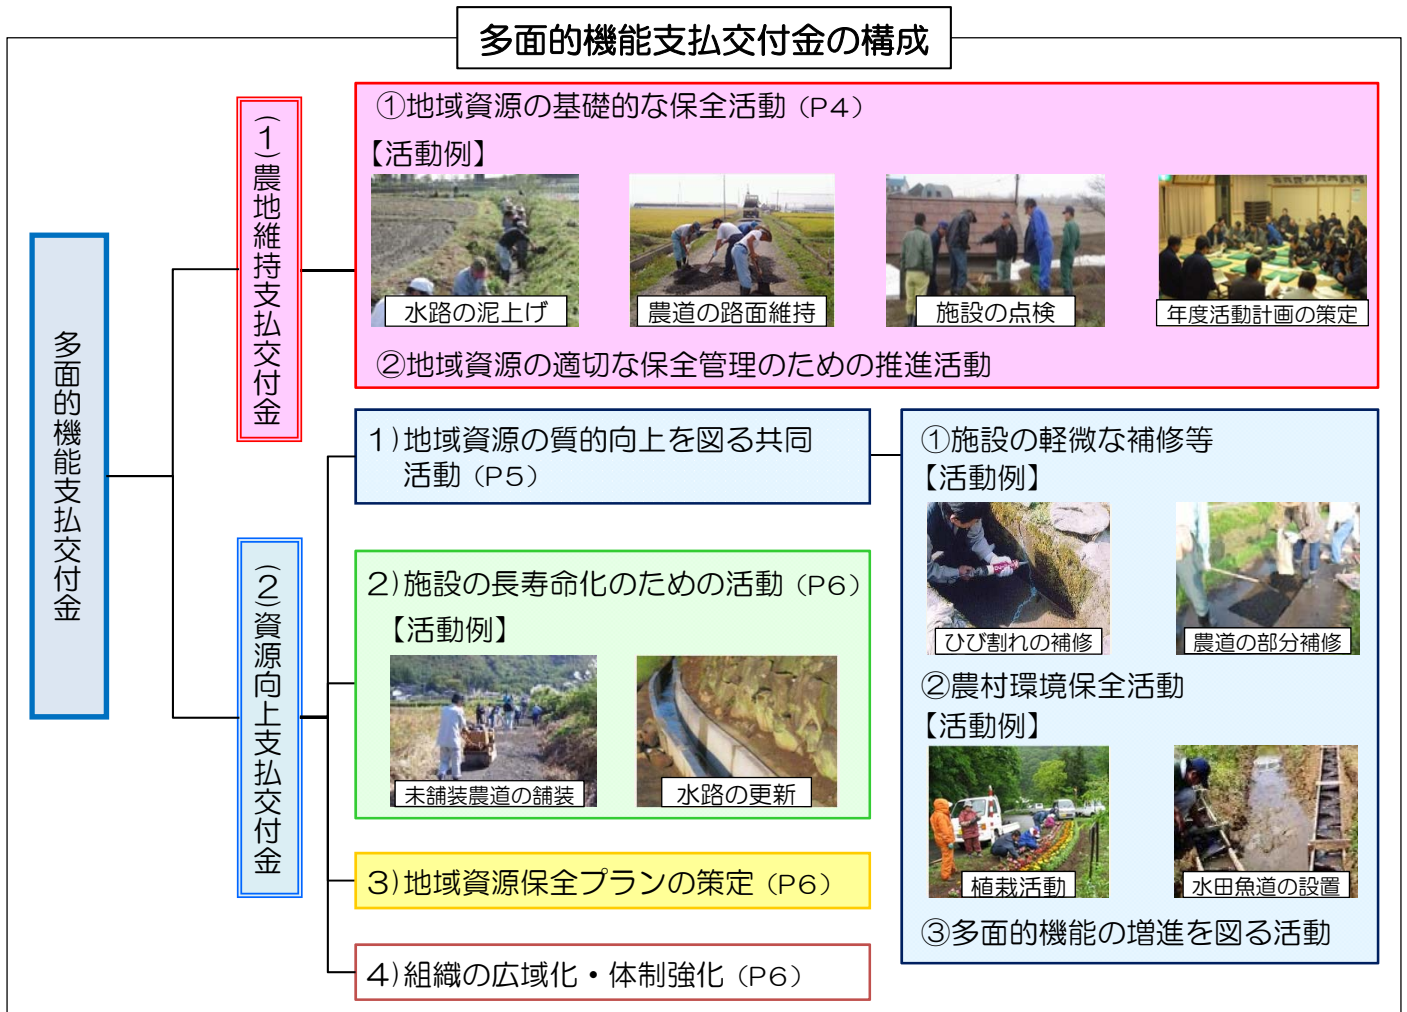 多面的機能支払交付金の構成
多面的機能支払交付金
(1)農地維持支払交付金
①地域資源の基礎的な保全活動(P4)
【活動例】
水路の泥上げ
農道の路面維持
施設の点検
年度活動計画の策定
②地域資源の適切な保全管理のための推進活動
(2)資源向上支払交付金
1)地域資源の質的向上を図る共同
活動(P5)
①施設の軽微な補修等
【活動例】
ひび割れの補修
農道の部分補修
②農村環境保全活動
【活動例】
植栽活動
水田魚道の設置
③多面的機能の増進を図る活動
2)施設の長寿命化のための活動(P6)
【活動例】
未舗装農道の舗装
水路の更新
3)地域資源保全プランの策定(P6)
4)組織の広域化・体制強化(P6)